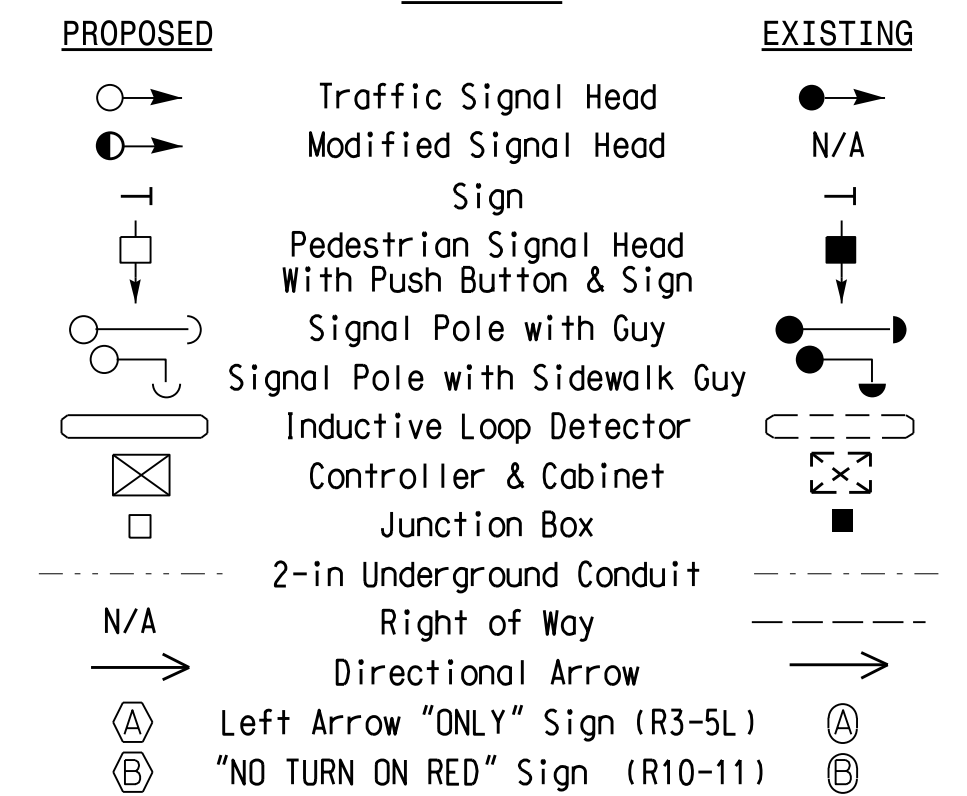 PROPOSED EXISTING
Traffic Signal Head
Modified Signal Head N/A
Sign
Pedestrian Signal Head
With Push Button & Sign
Signal Pole with Guy
Signal Pole with Sidewalk Guy
Inductive Loop Detector
Controller & Cabinet
Junction Box
2-in Underground Conduit
N/A Right of Way
Directional Arrow
A Left Arrow "ONLY" Sign (R3-5L) A
B "NO TURN ON RED" Sign (R10-11) B